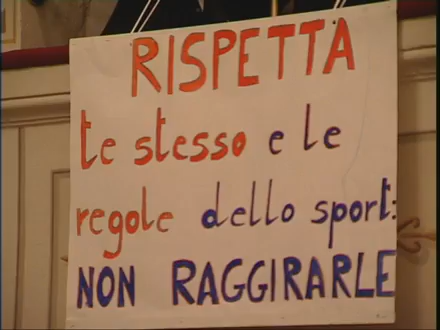 RISPETTA
te stesso e le
regole dello sport:
NON RAGGIRARLE